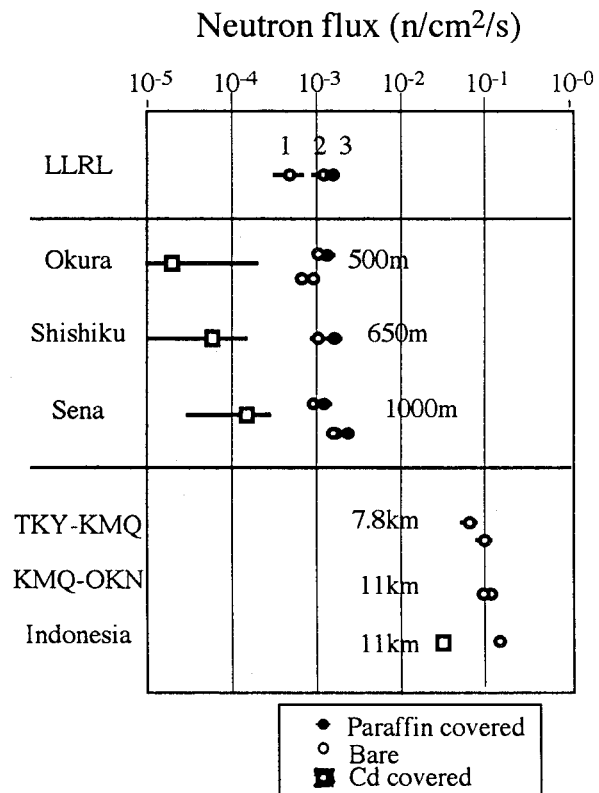 Neutron flux (n/cm²/s)
10⁻⁵ 10⁻⁴ 10⁻³ 10⁻² 10⁻¹ 10⁻⁰
1 2 3
LLRL
Okura 500m
Shishiku 650m
Sena 1000m
TKY-KMQ 7.8km
KMQ-OKN 11km
Indonesia 11km
Paraffin covered
Bare
Cd covered